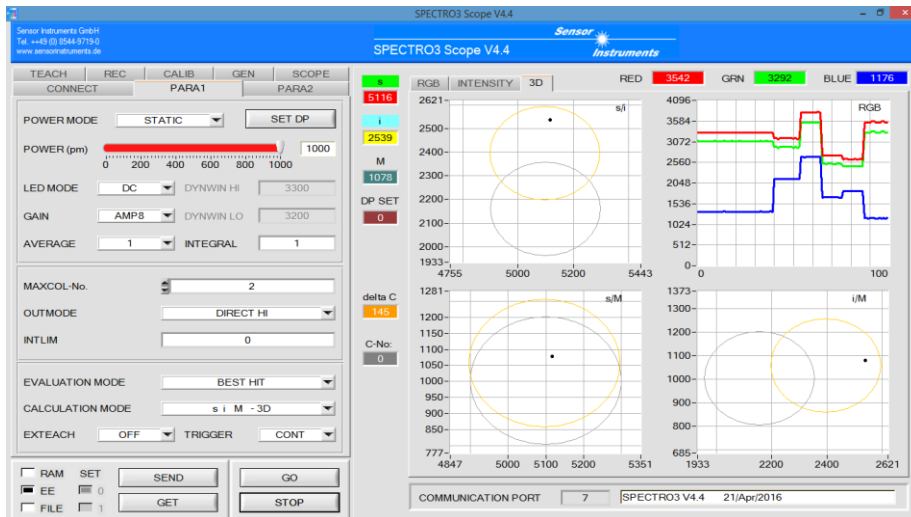 SPECTRO3 Scope V4.4
Sensor Instruments GmbH
Tel. ++49 (0) 8544-9719-0
www.sensorinstruments.de
SPECTRO3 Scope V4.4
Sensor
Instruments
TEACH REC CALIB GEN SCOPE
CONNECT PARA1 PARA2
POWER MODE STATIC SET DP
POWER (pm) 1000
0 200 400 600 800 1000
LED MODE DC DYNWIN HI 3300
GAIN AMP8 DYNWIN LO 3200
AVERAGE 1 INTEGRAL 1
MAXCOL-No. 2
OUTMODE DIRECT HI
INTLIM 0
EVALUATION MODE BEST HIT
CALCULATION MODE s i M - 3D
EXTEACH OFF TRIGGER CONT
RAM SET SEND GO
EE 0
FILE 1 GET STOP
s
5116
i
2539
M
1078
DP SET
0
delta C
145
C-No:
0
RGB INTENSITY 3D
RED 3542 GRN 3292 BLUE 1176
s/i
2621-
2500-
2400-
2300-
2200-
2100-
2000-
1933-
4755 5000 5200 5443
RGB
4096-
3584-
3072-
2560-
2048-
1536-
1024-
512-
0-
0 100
s/M
1281-
1200-
1150-
1100-
1050-
1000-
950-
900-
850-
777-
4847 5000 5100 5200 5351
i/M
1373-
1300-
1200-
1100-
1000-
900-
800-
685-
1933 2200 2400 2621
COMMUNICATION PORT 7 SPECTRO3 V4.4 21/Apr/2016